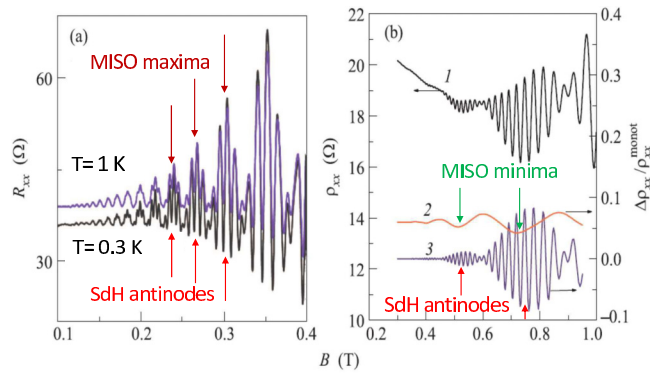 (a)
MISO maxima
T= 1 K
T= 0.3 K
SdH antinodes
R_xx (Ω)
60
30
0.1
0.2
0.3
0.4
(b)
1
MISO minima
2
3
SdH antinodes
ρ_xx (Ω)
22
20
18
16
14
12
10
0.2
0.4
0.6
0.8
1.0
0.4
0.3
0.2
0.1
0.0
−0.1
Δρ_xx/ρ_xx^monot
B (T)